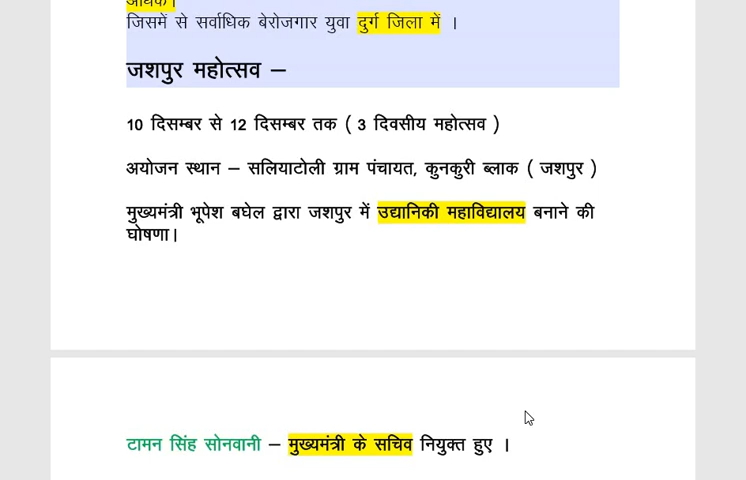 अधिक।
जिसमें से सर्वाधिक बेरोजगार युवा दुर्ग जिला में ।
जशपुर महोत्सव –
10 दिसम्बर से 12 दिसम्बर तक ( 3 दिवसीय महोत्सव )
अयोजन स्थान – सलियाटोली ग्राम पंचायत, कुनकुरी ब्लाक ( जशपुर )
मुख्यमंत्री भूपेश बघेल द्वारा जशपुर में उद्यानिकी महाविद्यालय बनाने की
घोषणा।
टामन सिंह सोनवानी – मुख्यमंत्री के सचिव नियुक्त हुए ।